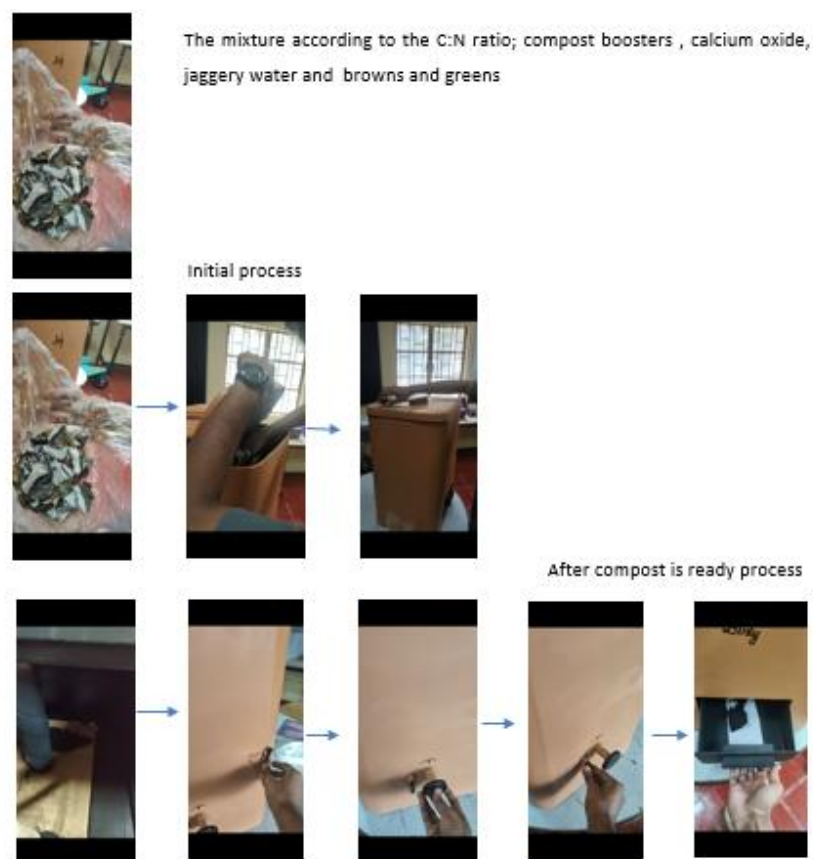 The mixture according to the C:N ratio; compost boosters , calcium oxide,
jaggery water and browns and greens
Initial process
After compost is ready process